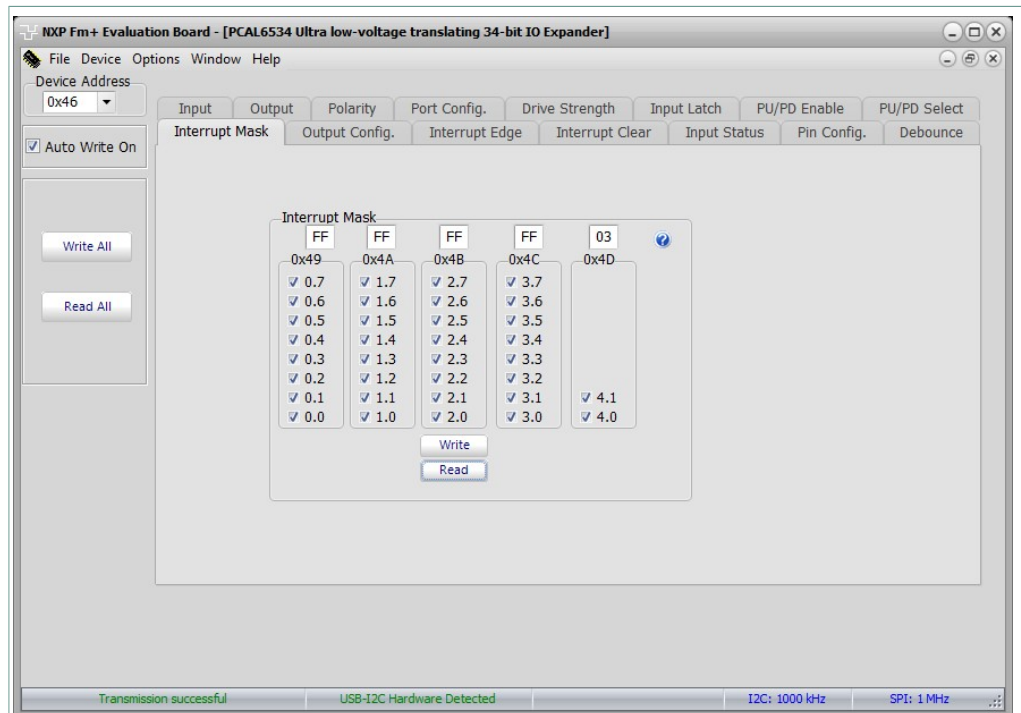 NXP Fm+ Evaluation Board - [PCAL6534 Ultra low-voltage translating 34-bit IO Expander]
File Device Options Window Help
Device Address
0x46
Auto Write On
Write All
Read All
Input Output Polarity Port Config. Drive Strength Input Latch PU/PD Enable PU/PD Select
Interrupt Mask Output Config. Interrupt Edge Interrupt Clear Input Status Pin Config. Debounce
Interrupt Mask
FF FF FF FF 03 ?
0x49 0x4A 0x4B 0x4C 0x4D
0.7 1.7 2.7 3.7
0.6 1.6 2.6 3.6
0.5 1.5 2.5 3.5
0.4 1.4 2.4 3.4
0.3 1.3 2.3 3.3
0.2 1.2 2.2 3.2
0.1 1.1 2.1 3.1 4.1
0.0 1.0 2.0 3.0 4.0
Write
Read
Transmission successful USB-I2C Hardware Detected I2C: 1000 kHz SPI: 1 MHz